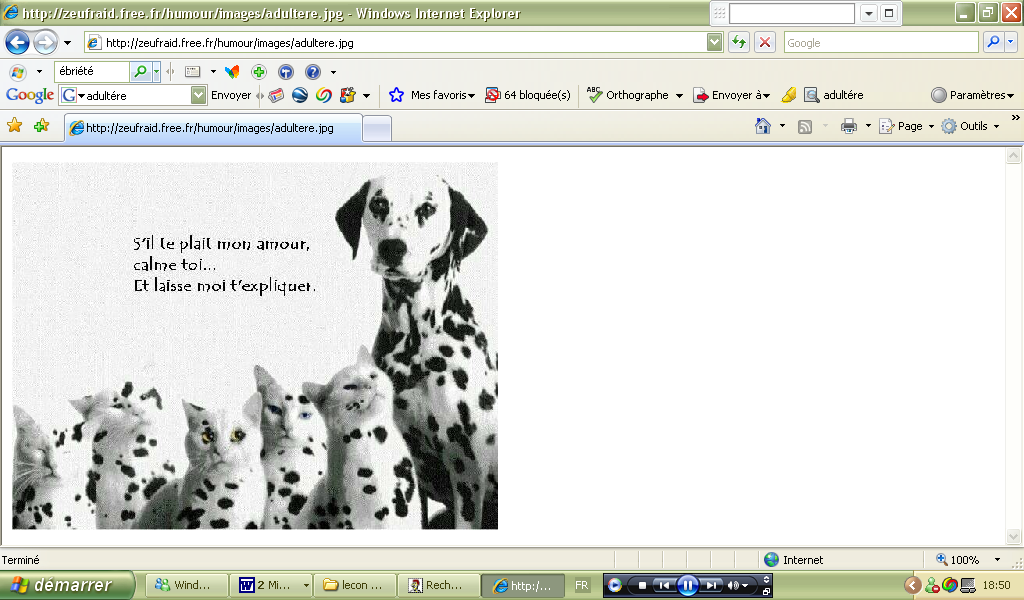 http://zeufraid.free.fr/humour/images/adultere.jpg - Windows Internet Explorer
http://zeufraid.free.fr/humour/images/adultere.jpg
Google
ébriété
Google
G adultére
Envoyer
Mes favoris
64 bloquée(s)
ABC
Orthographe
Envoyer à
adultére
Paramètres
http://zeufraid.free.fr/humour/images/adultere.jpg
Page
Outils
S'il te plait mon amour,
calme toi...
Et laisse moi t'expliquer.
Terminé
Internet
100%
démarrer
Wind...
2 Mi...
lecon ...
Rech...
http:/...
FR
18:50